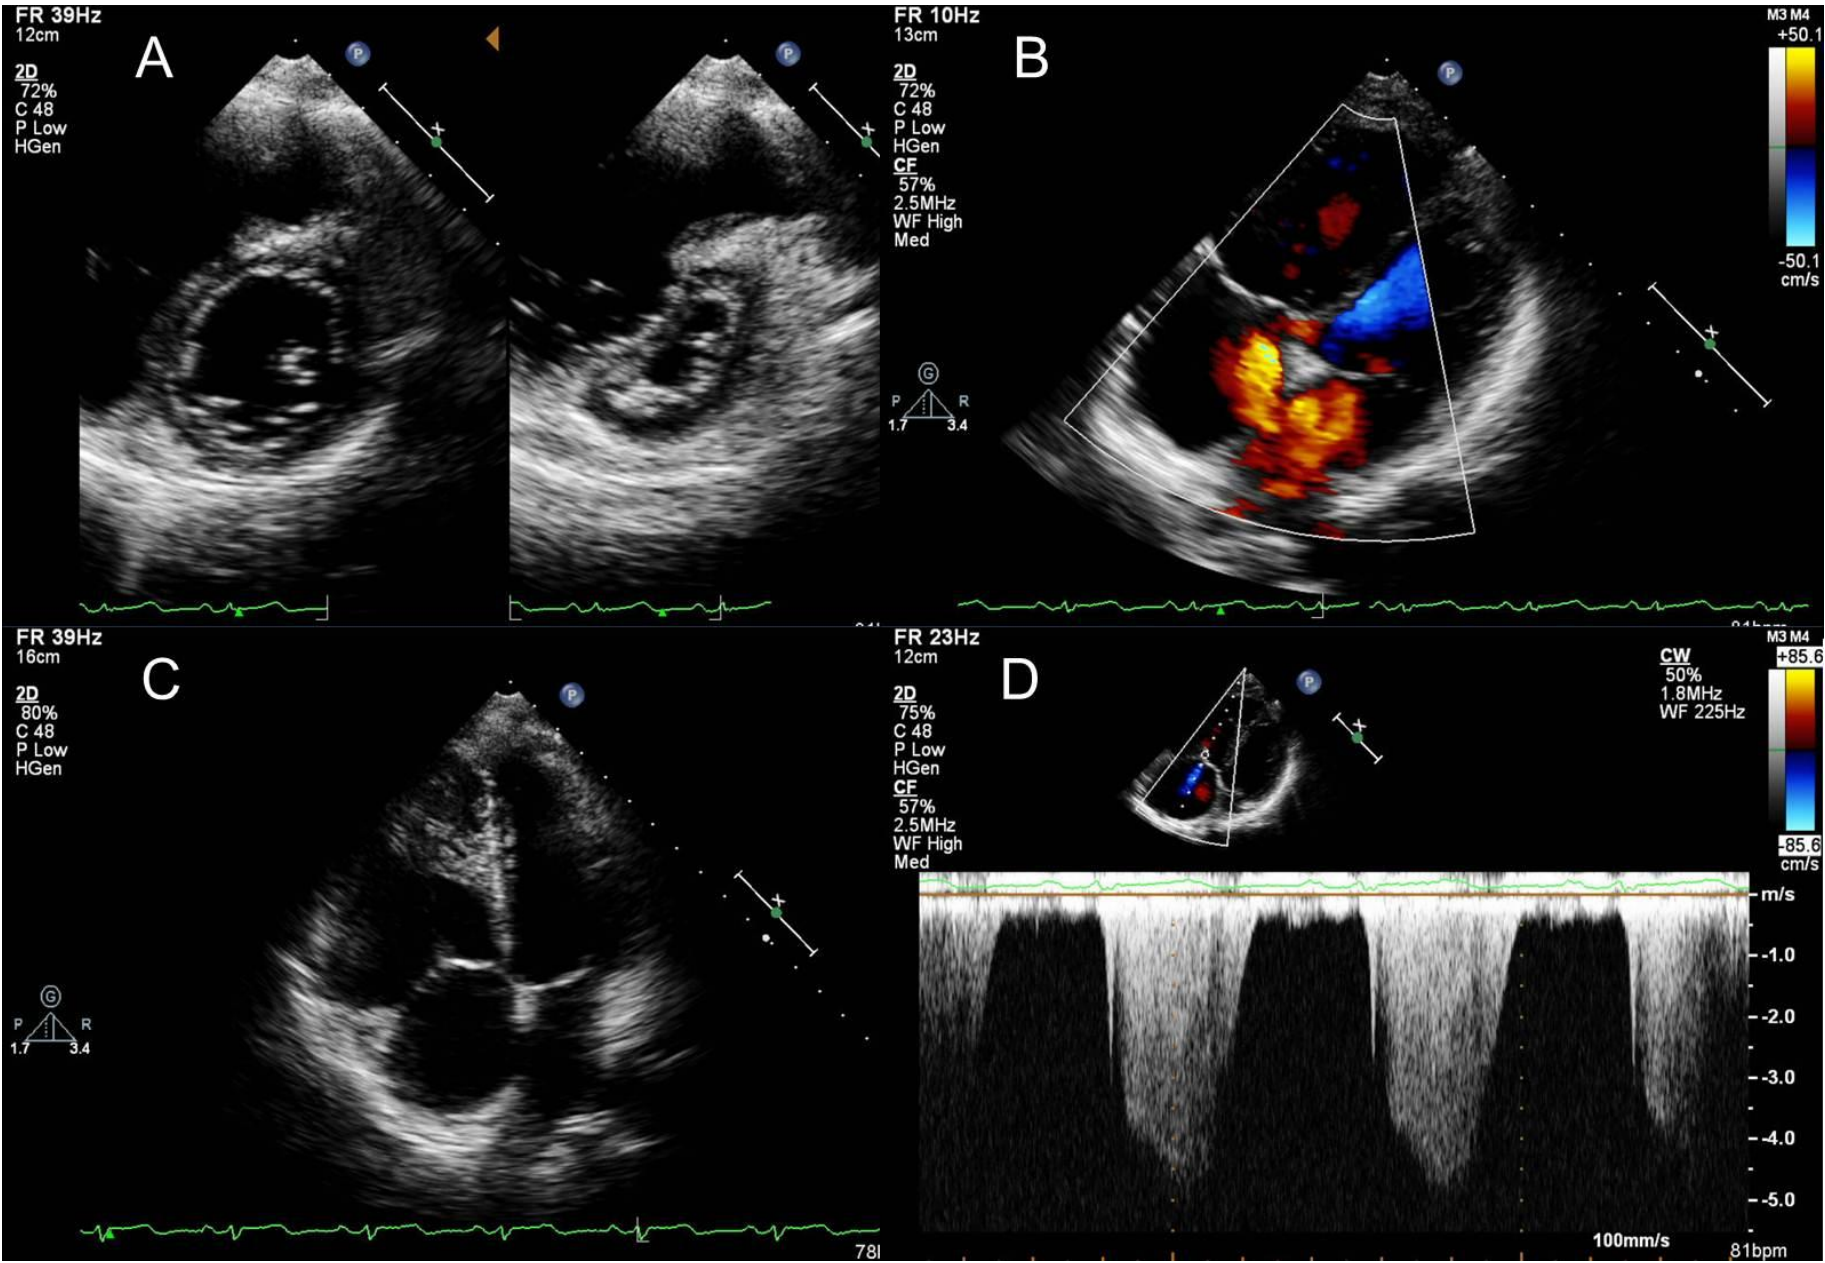 FR 39Hz
12cm
2D
72%
C 48
P Low
HGen
A
P
X
P
X
FR 10Hz
13cm
2D
72%
C 48
P Low
HGen
CF
57%
2.5MHz
WF High
Med
B
P
X
M3 M4
+50.1
-50.1
cm/s
G
P R
1.7 3.4
FR 39Hz
16cm
2D
80%
C 48
P Low
HGen
C
P
X
G
P R
1.7 3.4
78
FR 23Hz
12cm
2D
75%
C 48
P Low
HGen
CF
57%
2.5MHz
WF High
Med
D
P
X
CW
50%
1.8MHz
WF 225Hz
M3 M4
+85.6
-85.6
cm/s
m/s
-1.0
-2.0
-3.0
-4.0
-5.0
100mm/s
81bpm